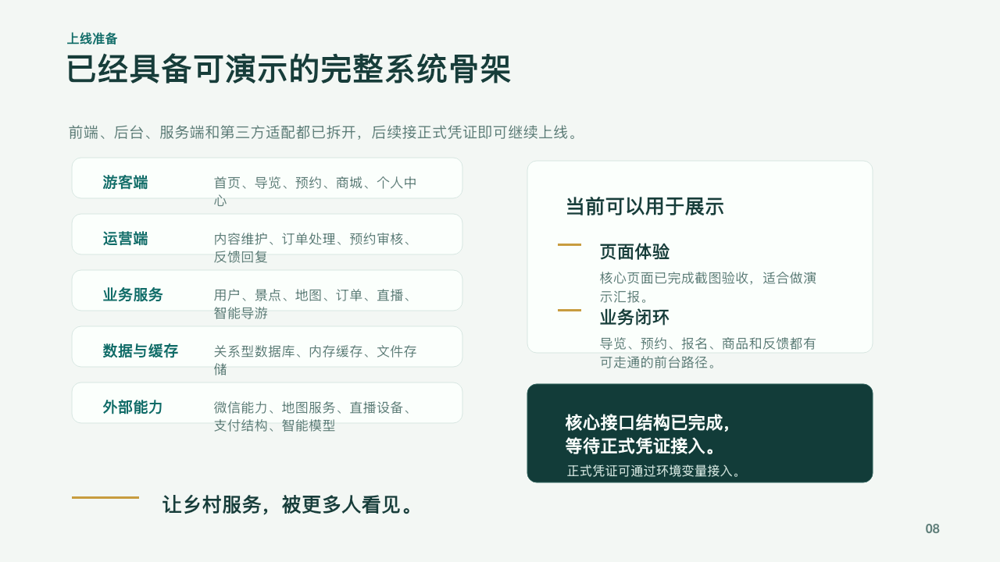 上线准备
已经具备可演示的完整系统骨架
前端、后台、服务端和第三方适配都已拆开，后续接正式凭证即可继续上线。
游客端
首页、导览、预约、商城、个人中
心
运营端
内容维护、订单处理、预约审核、
反馈回复
业务服务
用户、景点、地图、订单、直播、
智能导游
数据与缓存
关系型数据库、内存缓存、文件存
储
外部能力
微信能力、地图服务、直播设备、
支付结构、智能模型
当前可以用于展示
页面体验
核心页面已完成截图验收，适合做演
示汇报。
业务闭环
导览、预约、报名、商品和反馈都有
可走通的前台路径。
核心接口结构已完成，
等待正式凭证接入。
正式凭证可通过环境变量接入。
让乡村服务，被更多人看见。
08